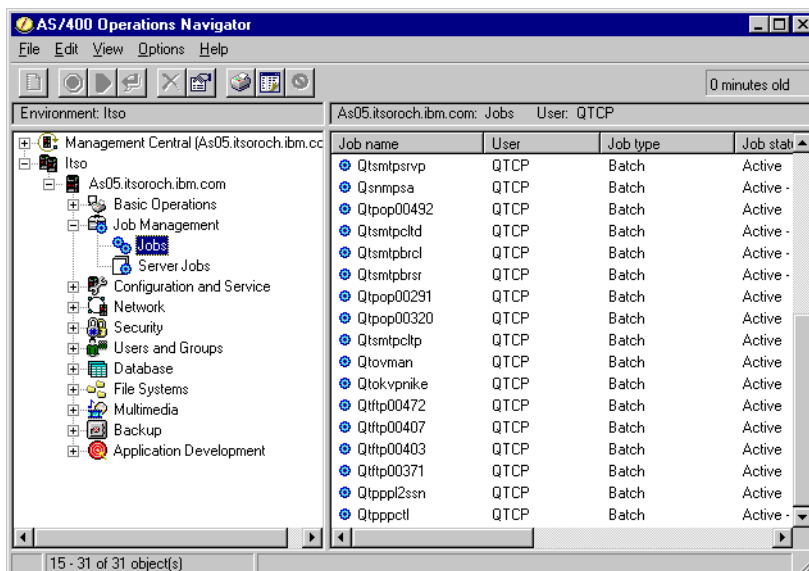 AS/400 Operations Navigator
File Edit View Options Help
0 minutes old
Environment: Itso
As05.itsoroch.ibm.com: Jobs User: QTCP
Management Central (As05.itsoroch.ibm.cc
Itso
As05.itsoroch.ibm.com
Basic Operations
Job Management
Jobs
Server Jobs
Configuration and Service
Network
Security
Users and Groups
Database
File Systems
Multimedia
Backup
Application Development
Job name User Job type Job stat
Qtsmtpsrvp QTCP Batch Active
Qsnmpsa QTCP Batch Active -
Qtpop00492 QTCP Batch Active
Qtsmtpcltd QTCP Batch Active -
Qtsmtpbrcl QTCP Batch Active -
Qtsmtpbrsr QTCP Batch Active -
Qtpop00291 QTCP Batch Active
Qtpop00320 QTCP Batch Active
Qtsmtpcltp QTCP Batch Active
Qtovman QTCP Batch Active
Qtokvpnike QTCP Batch Active
Qtftp00472 QTCP Batch Active
Qtftp00407 QTCP Batch Active
Qtftp00403 QTCP Batch Active
Qtftp00371 QTCP Batch Active
Qtpppl2ssn QTCP Batch Active
Qtpppctl QTCP Batch Active -
15 - 31 of 31 object(s)